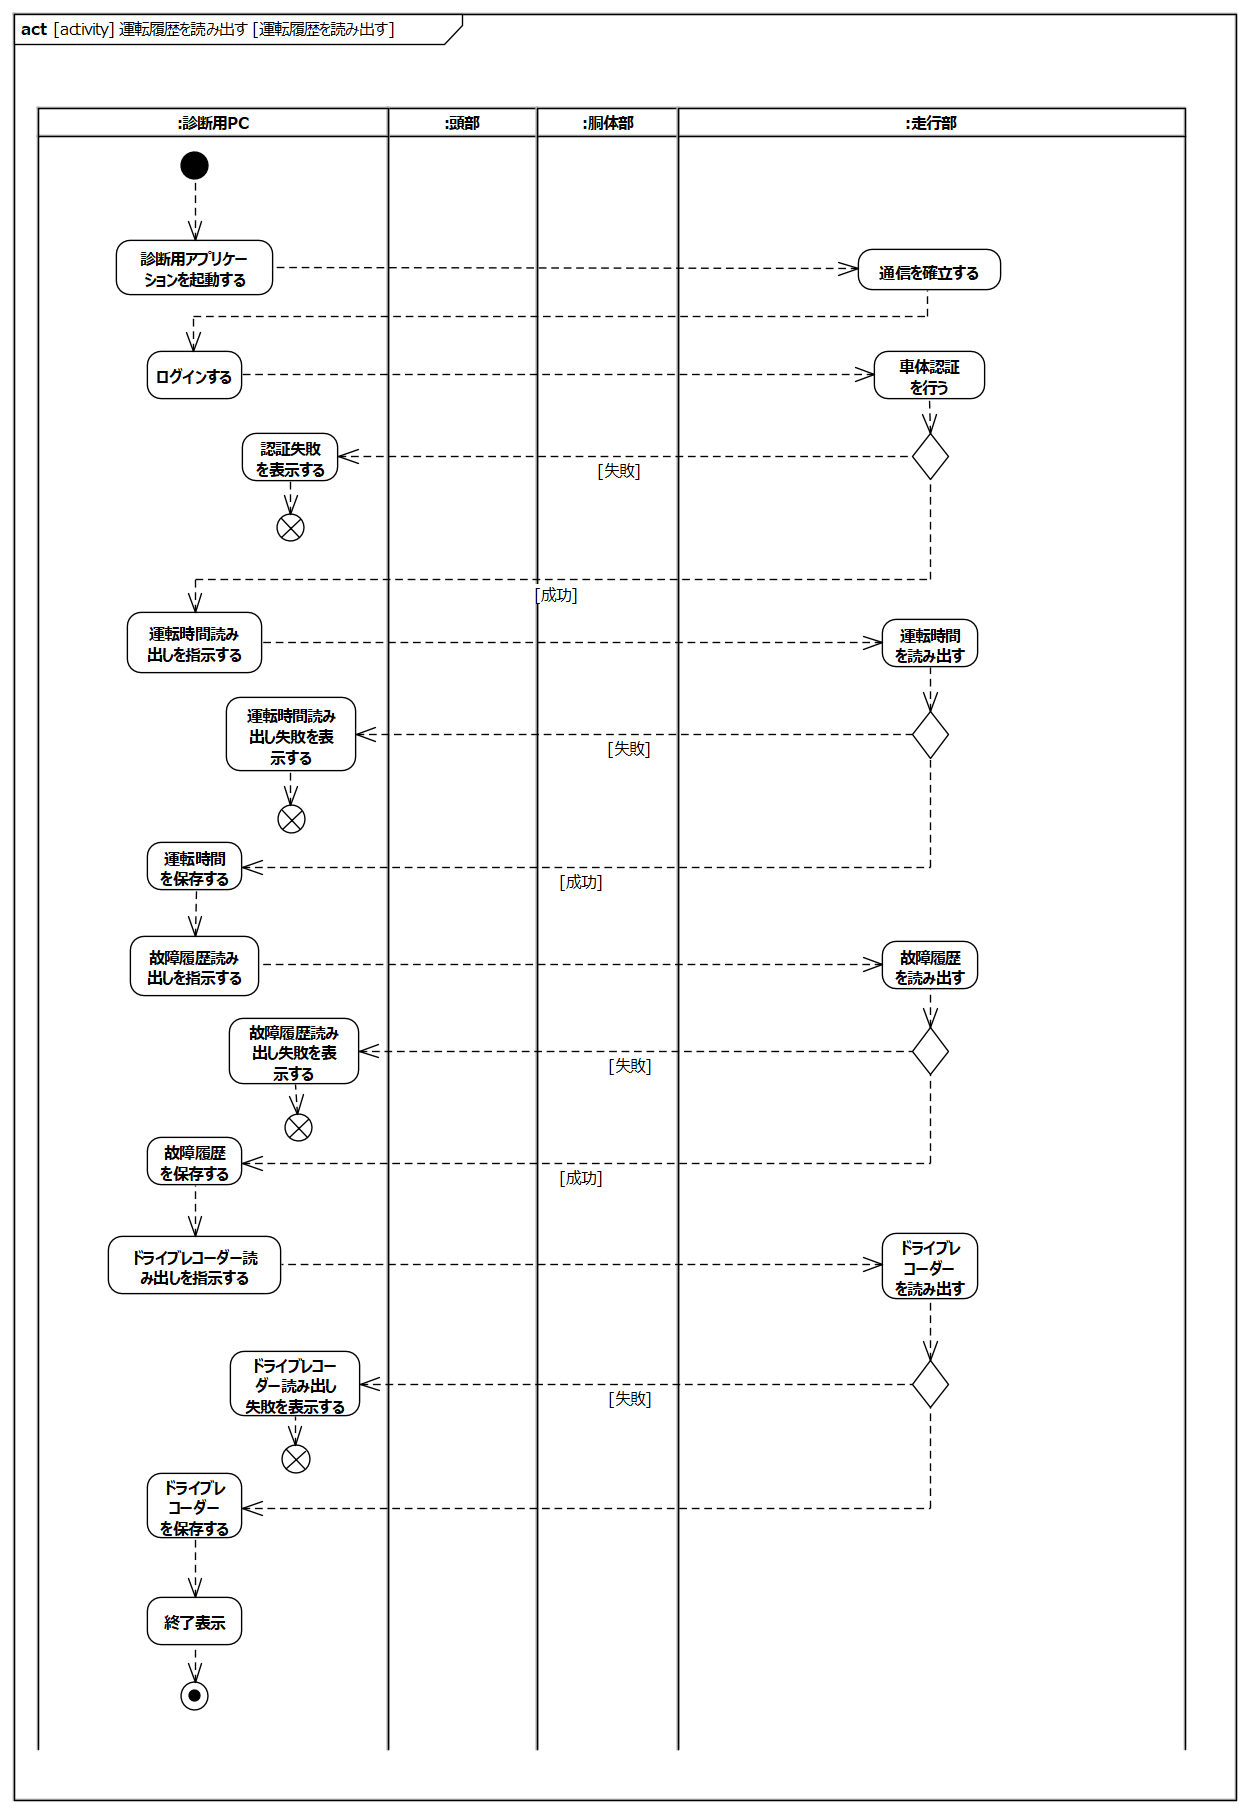 act [activity] 運転履歴を読み出す [運転履歴を読み出す]
:診断用PC
:頭部
:胴体部
:走行部
診断用アプリケー
ションを起動する
通信を確立する
ログインする
車体認証
を行う
認証失敗
を表示する
[失敗]
[成功]
運転時間読み
出しを指示する
運転時間
を読み出す
運転時間読み
出し失敗を表
示する
[失敗]
運転時間
を保存する
[成功]
故障履歴読み
出しを指示する
故障履歴
を読み出す
故障履歴読み
出し失敗を表
示する
[失敗]
故障履歴
を保存する
[成功]
ドライブレコーダー読
み出しを指示する
ドライブレ
コーダー
を読み出す
ドライブレコー
ダー読み出し
失敗を表示する
[失敗]
ドライブレ
コーダー
を保存する
終了表示